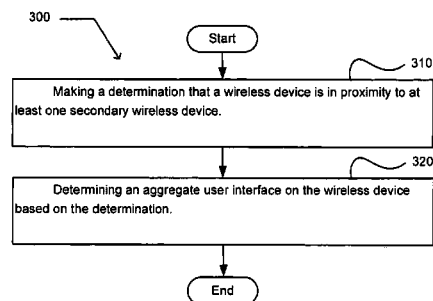 300
Start
310
Making a determination that a wireless device is in proximity to at
least one secondary wireless device.
320
Determining an aggregate user interface on the wireless device
based on the determination.
End